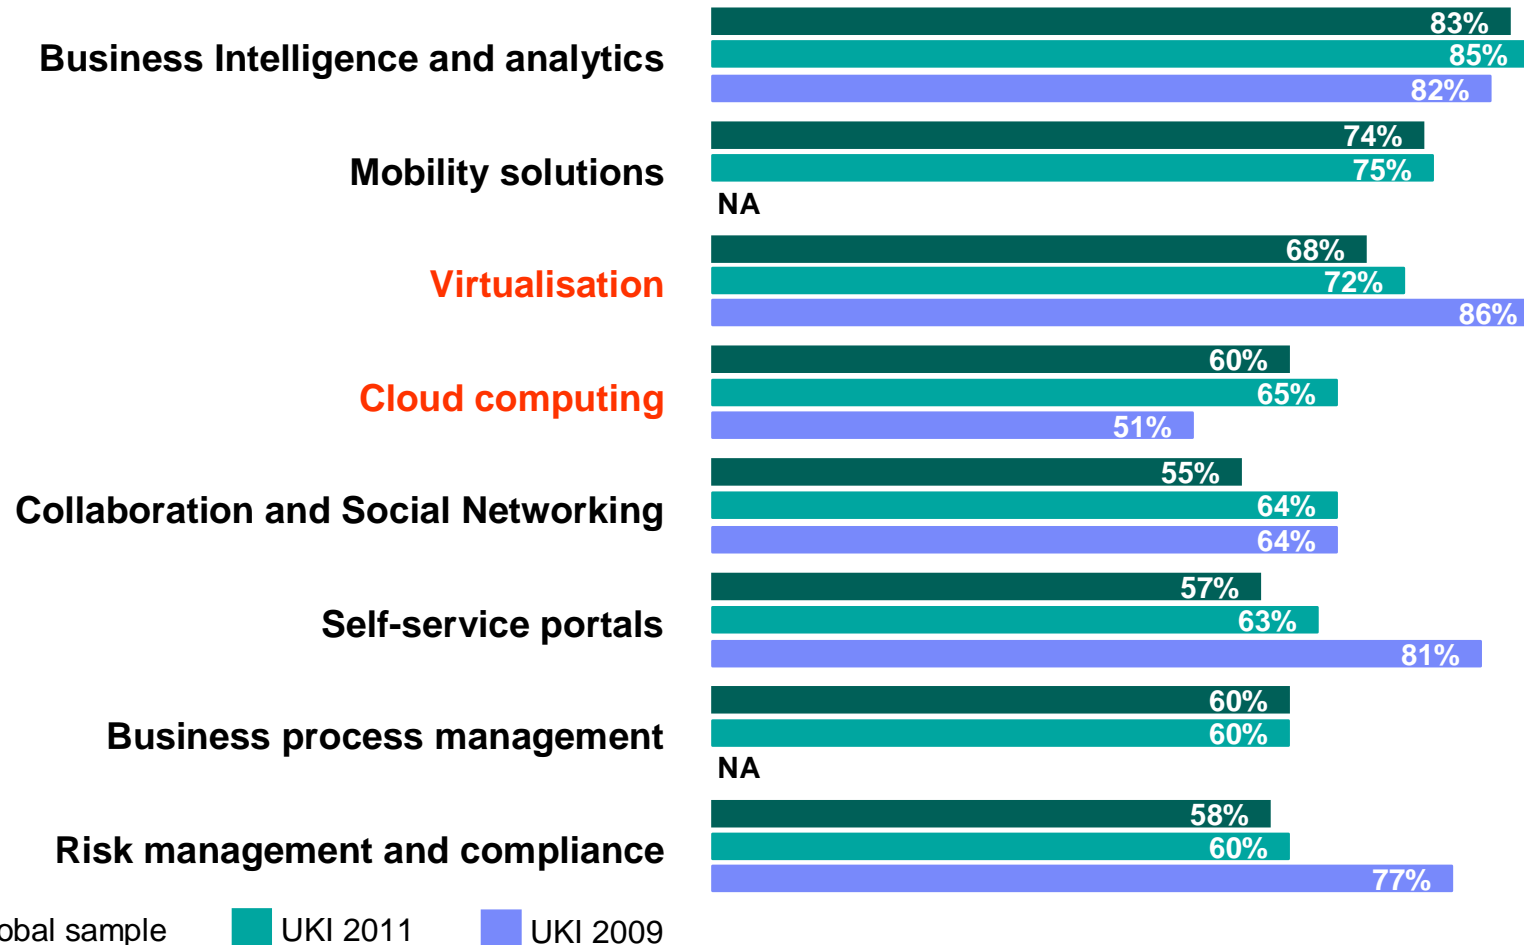 83%
Business Intelligence and analytics
85%
82%
74%
Mobility solutions
75%
NA
68%
Virtualisation
72%
86%
60%
Cloud computing
65%
51%
55%
Collaboration and Social Networking
64%
64%
57%
Self-service portals
63%
81%
60%
Business process management
60%
NA
58%
Risk management and compliance
60%
77%
obal sample UKI 2011 UKI 2009